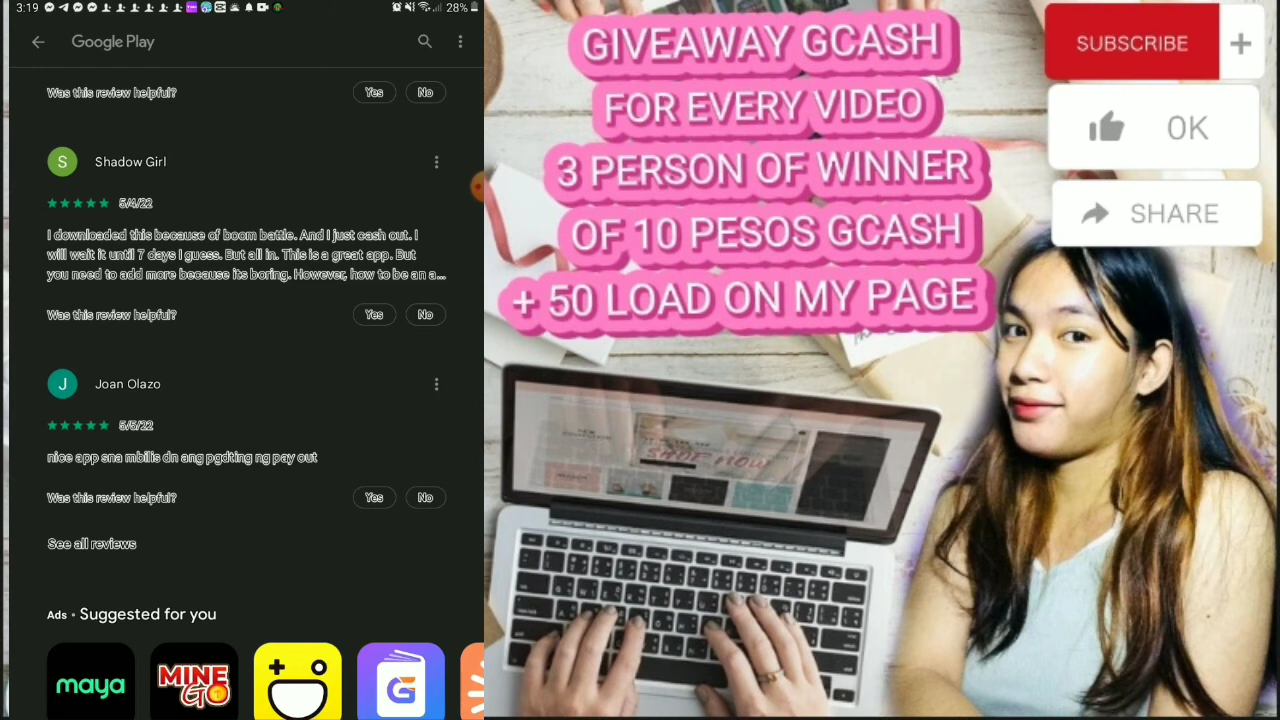 3:19
28%
Google Play
Was this review helpful?
Yes
No
S
Shadow Girl
5/4/22
I downloaded this because of boom battle. And I just cash out. I
will wait it until 7 days I guess. But all in. This is a great app. But
you need to add more because its boring. However, how to be an a...
Was this review helpful?
Yes
No
J
Joan Olazo
5/5/22
nice app sna mbilis dn ang pgdting ng pay out
Was this review helpful?
Yes
No
See all reviews
Ads • Suggested for you
maya
MINE
GO
G
GIVEAWAY GCASH
FOR EVERY VIDEO
3 PERSON OF WINNER
OF 10 PESOS GCASH
+ 50 LOAD ON MY PAGE
SUBSCRIBE
+
0K
SHARE
SHOP NOW